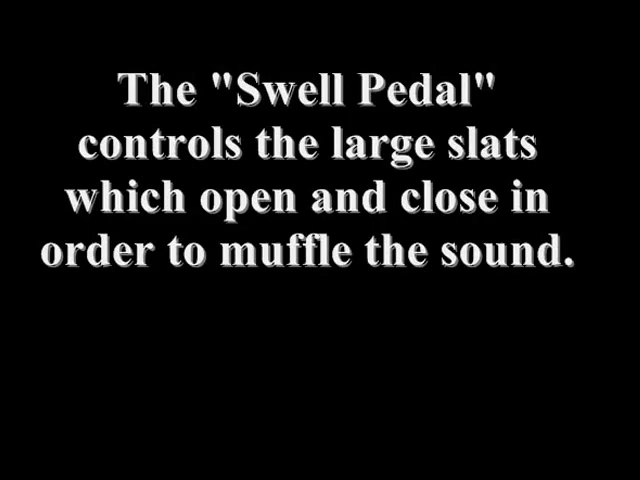 The "Swell Pedal"
controls the large slats
which open and close in
order to muffle the sound.